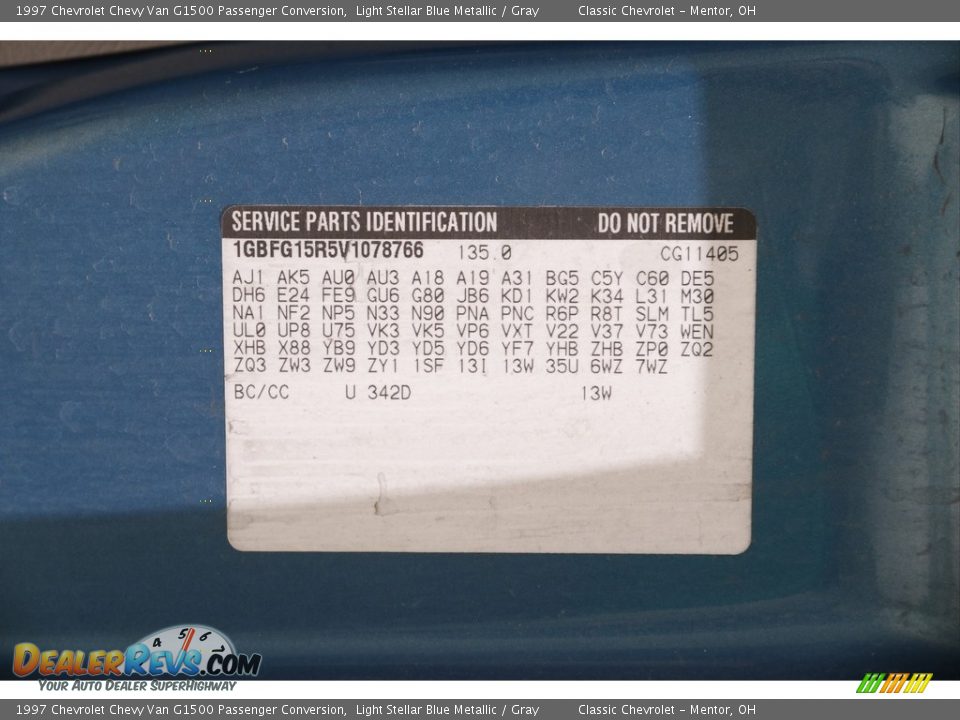 1997 Chevrolet Chevy Van G1500 Passenger Conversion, Light Stellar Blue Metallic / Gray Classic Chevrolet – Mentor, OH
SERVICE PARTS IDENTIFICATION DO NOT REMOVE
1GBFG15R5V1078766 135.0 CG11405
AJ1 AK5 AU0 AU3 A18 A19 A31 BG5 C5Y C60 DE5
DH6 E24 FE9 GU6 G80 JB6 KD1 KW2 K34 L31 M30
NA1 NF2 NP5 N33 N90 PNA PNC R6P R8T SLM TL5
UL0 UP8 U75 VK3 VK5 VP6 VXT V22 V37 V73 WEN
XHB X88 YB9 YD3 YD5 YD6 YF7 YHB ZHB ZP0 ZQ2
ZQ3 ZW3 ZW9 ZY1 1SF 13I 13W 35U 6WZ 7WZ
BC/CC U 342D 13W
4 5 6
DEALERREVS.COM
YOUR AUTO DEALER SUPERHIGHWAY
1997 Chevrolet Chevy Van G1500 Passenger Conversion, Light Stellar Blue Metallic / Gray Classic Chevrolet – Mentor, OH